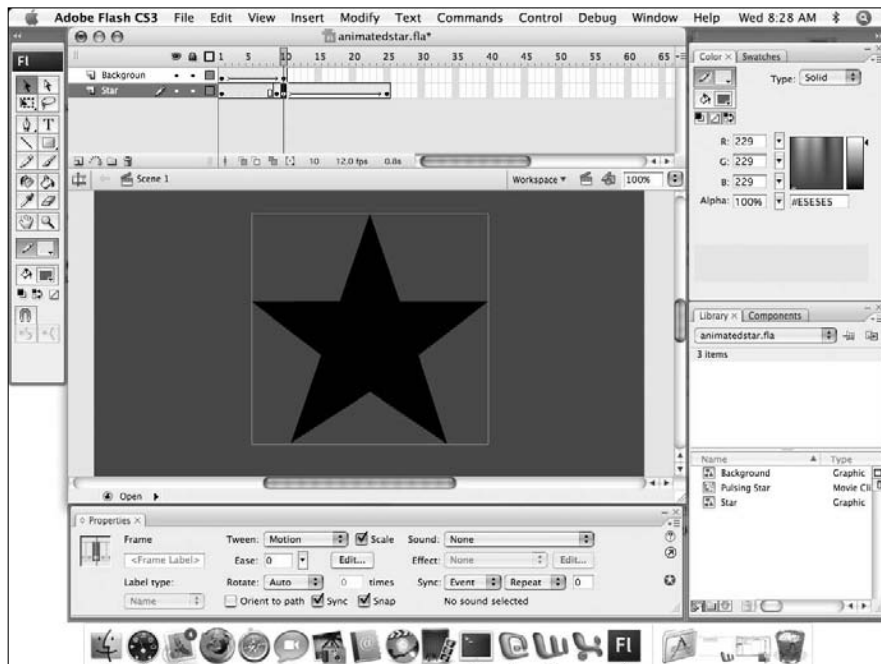 Adobe Flash CS3 File Edit View Insert Modify Text Commands Control Debug Window Help Wed 8:28 AM
animatedstar.fla*
Fl
1 5 10 15 20 25 30 35 40 45 50 55 60 65
Backgroun
Star
10 12.0 fps 0.8s
Scene 1 Workspace 100%
Open
Color Swatches
Type: Solid
R: 229
G: 229
B: 229
Alpha: 100% #E5E5E5
Library Components
animatedstar.fla
3 items
Name Type
Background Graphic
Pulsing Star Movie Cli
Star Graphic
Properties
Frame Tween: Motion Scale Sound: None
<Frame Label> Ease: 0 Edit... Effect: None Edit...
Label type: Rotate: Auto 0 times Sync: Event Repeat 0
Name Orient to path Sync Snap No sound selected
Fl